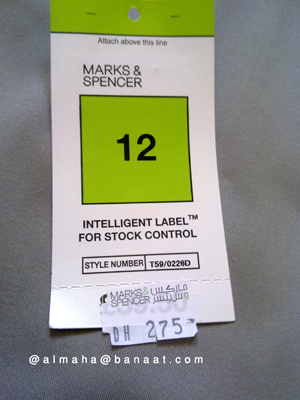 Attach above this line
MARKS &
SPENCER
12
INTELLIGENT LABEL™
FOR STOCK CONTROL
STYLE NUMBER T59/0226D
MARKS & ماركس &
SPENCER وسبنسر
DH 275
@almaha@banaat.com